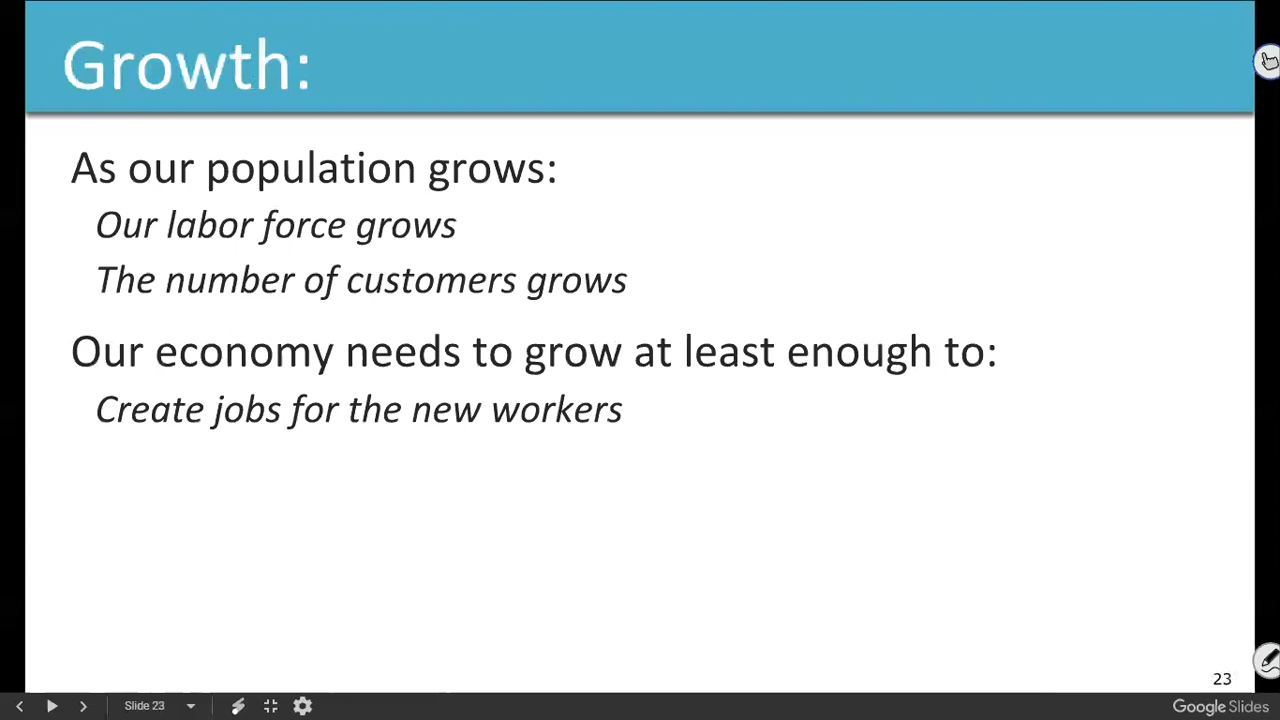 Growth:
As our population grows:
Our labor force grows
The number of customers grows
Our economy needs to grow at least enough to:
Create jobs for the new workers
23
Slide 23
Google Slides